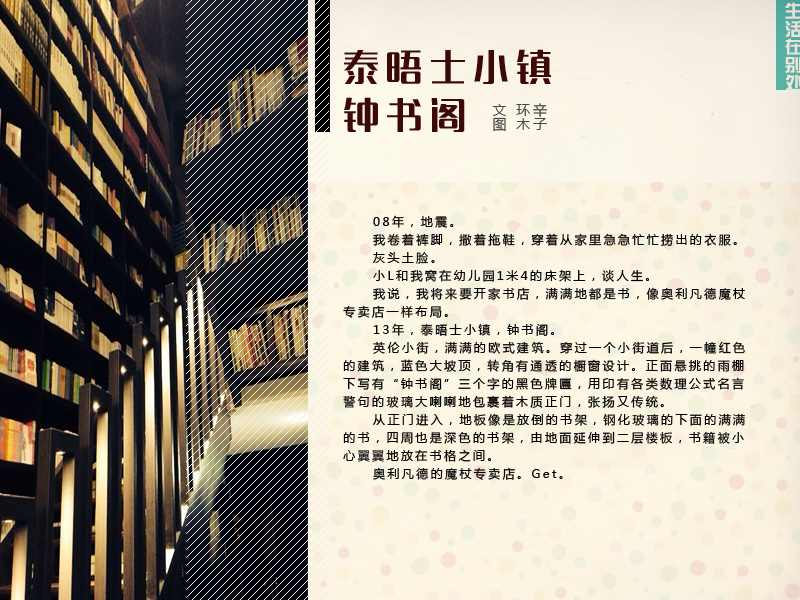 生活在别处
泰晤士小镇
钟书阁
文 环辛
图 木子
08年，地震。
我卷着裤脚，撒着拖鞋，穿着从家里急急忙忙捞出的衣服。
灰头土脸。
小L和我窝在幼儿园1米4的床架上，谈人生。
我说，我将来要开家书店，满满地都是书，像奥利凡德魔杖
专卖店一样布局。
13年，泰晤士小镇，钟书阁。
英伦小街，满满的欧式建筑。穿过一个小街道后，一幢红色
的建筑，蓝色大坡顶，转角有通透的橱窗设计。正面悬挑的雨棚
下写有“钟书阁”三个字的黑色牌匾，用印有各类数理公式名言
警句的玻璃大喇喇地包裹着木质正门，张扬又传统。
从正门进入，地板像是放倒的书架，钢化玻璃的下面的满满
的书，四周也是深色的书架，由地面延伸到二层楼板，书籍被小
心翼翼地放在书格之间。
奥利凡德的魔杖专卖店。Get。